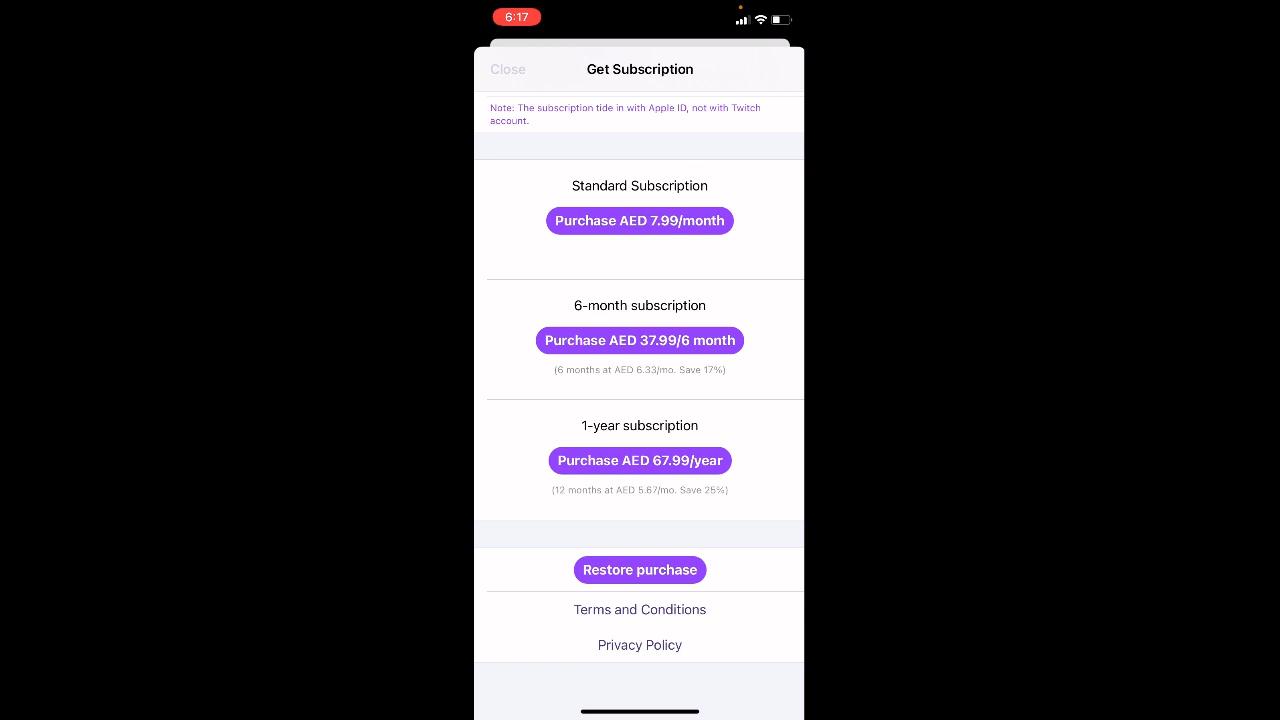 6:17
Close
Get Subscription
Note: The subscription tide in with Apple ID, not with Twitch
account.
Standard Subscription
Purchase AED 7.99/month
6-month subscription
Purchase AED 37.99/6 month
(6 months at AED 6.33/mo. Save 17%)
1-year subscription
Purchase AED 67.99/year
(12 months at AED 5.67/mo. Save 25%)
Restore purchase
Terms and Conditions
Privacy Policy